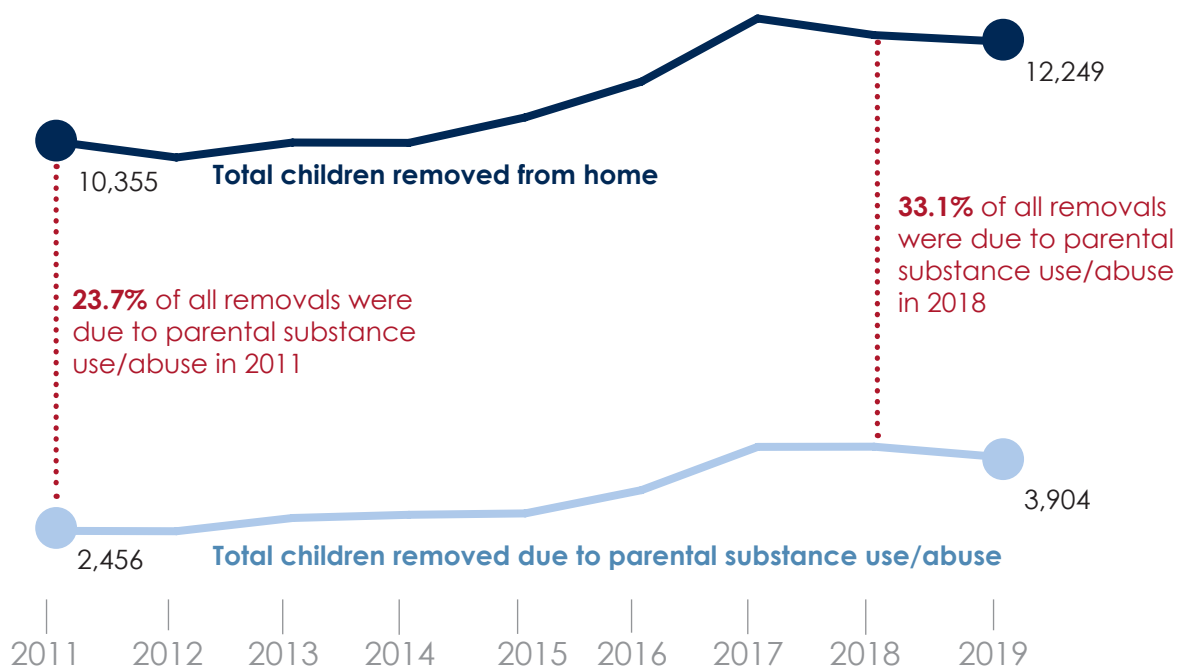 12,249
10,355
Total children removed from home
33.1% of all removals
were due to parental
substance use/abuse
in 2018
23.7% of all removals were
due to parental substance
use/abuse in 2011
3,904
2,456
Total children removed due to parental substance use/abuse
2011 2012 2013 2014 2015 2016 2017 2018 2019